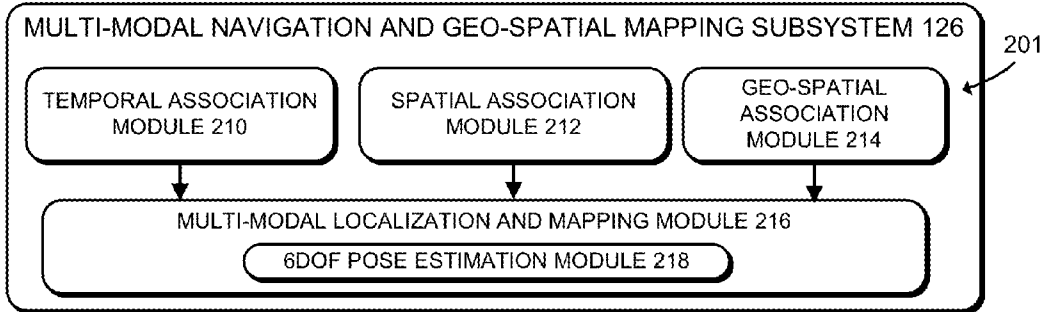 MULTI-MODAL NAVIGATION AND GEO-SPATIAL MAPPING SUBSYSTEM 126
201
TEMPORAL ASSOCIATION
MODULE 210
SPATIAL ASSOCIATION
MODULE 212
GEO-SPATIAL
ASSOCIATION
MODULE 214
MULTI-MODAL LOCALIZATION AND MAPPING MODULE 216
6DOF POSE ESTIMATION MODULE 218